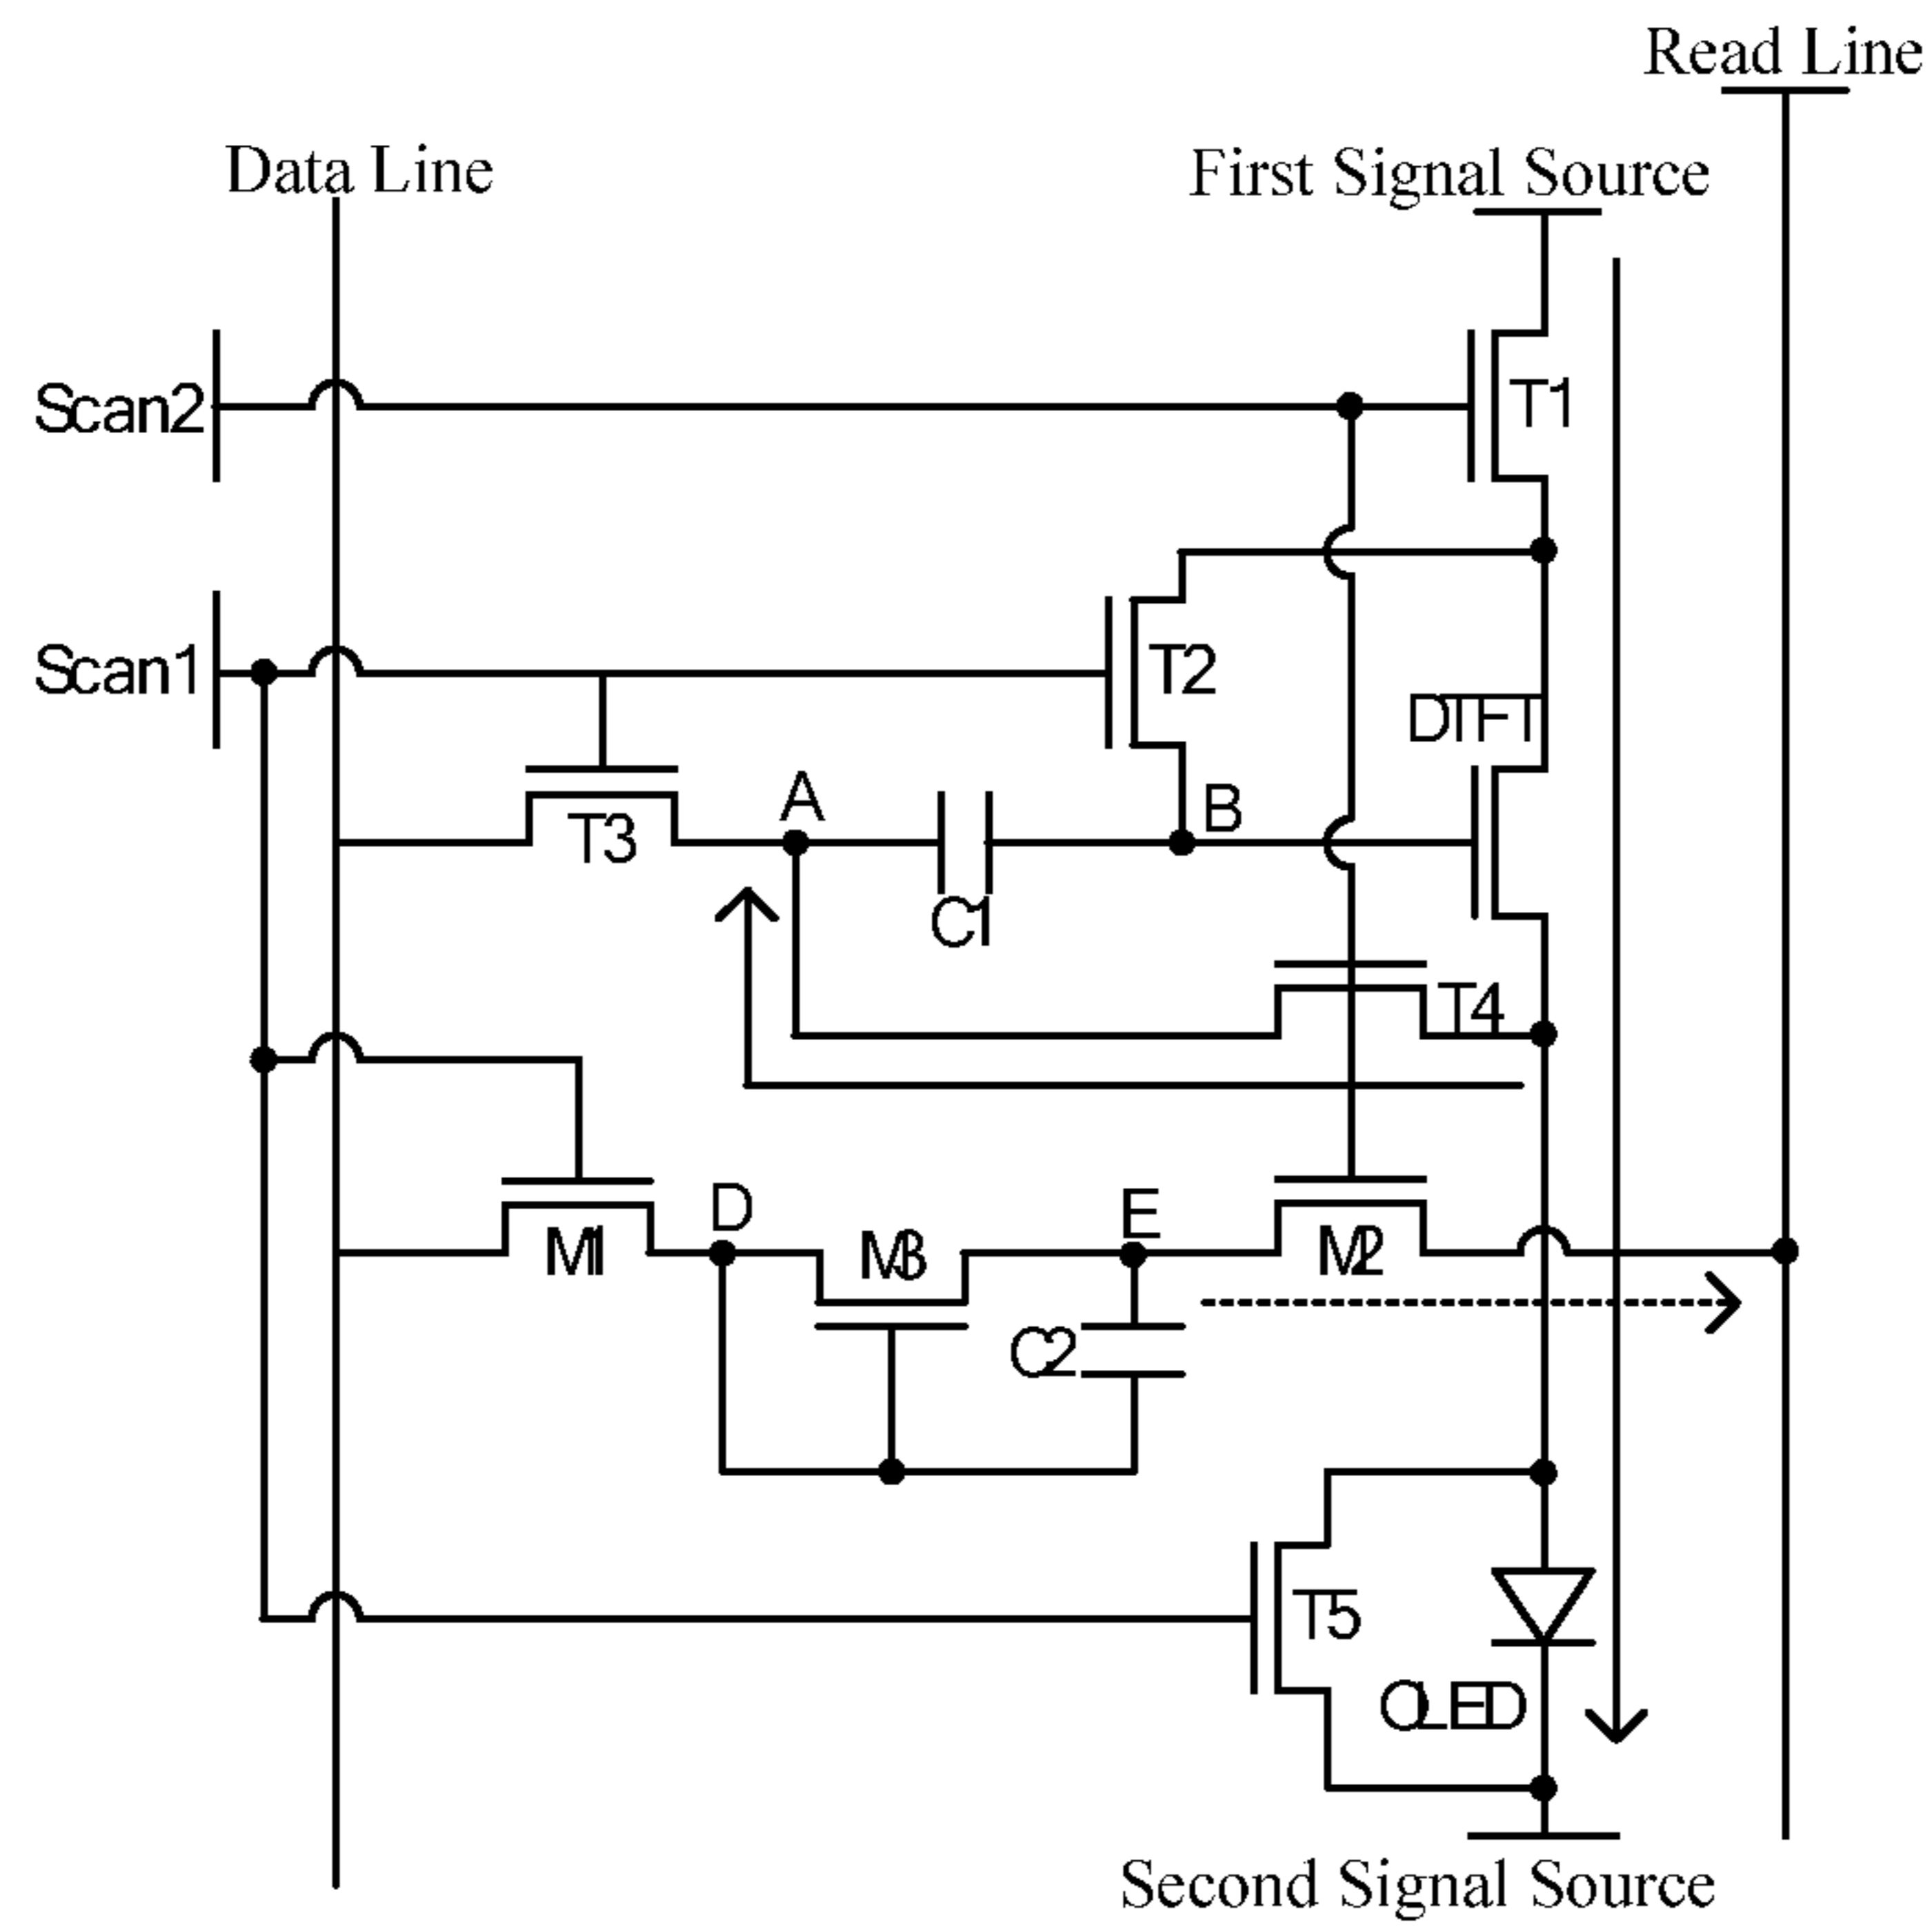 Read Line
Data Line
First Signal Source
Scan2
T1
Scan1
T2
DTFT
A
B
T3
C1
T4
D
E
M1
M3
M2
C2
T5
OLED
Second Signal Source